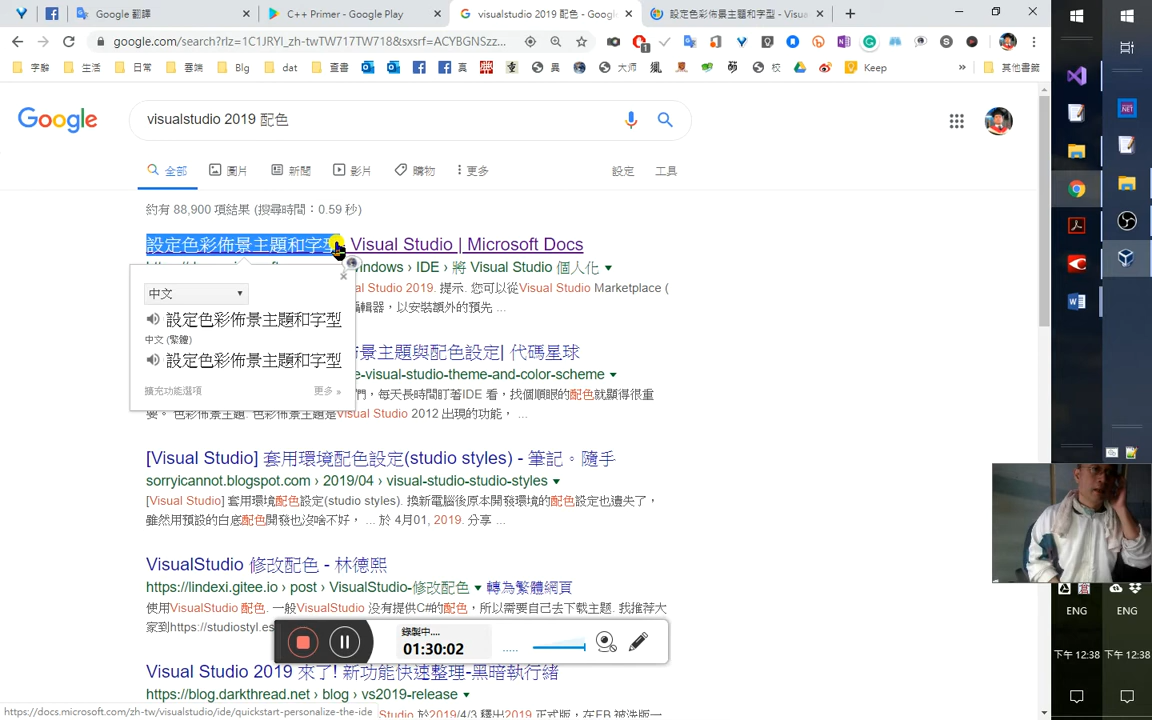 Google 翻譯
C++ Primer - Google Play
visualstudio 2019 配色 - Goog
設定色彩佈景主題和字型 - Visua
google.com/search?rlz=1C1JRYI_zh-twTW717TW718&sxsrf=ACYBGNSzz...
字辭
生活
日常
雲端
Blg
dat
查書
真
異
大师
校
Keep
»
其他書籤
Google
visualstudio 2019 配色
全部
圖片
新聞
影片
購物
更多
設定
工具
約有 88,900 項結果 (搜尋時間：0.59 秒)
設定色彩佈景主題和字型 - Visual Studio | Microsoft Docs
indows › IDE › 將 Visual Studio 個人化
al Studio 2019. 提示. 您可以從Visual Studio Marketplace (
編輯器，以安裝額外的預先 ...
中文
設定色彩佈景主題和字型
中文 (繁體)
設定色彩佈景主題和字型
擴充功能選項
更多 »
景主題與配色設定| 代碼星球
e-visual-studio-theme-and-color-scheme
們，每天長時間盯著IDE 看，找個順眼的配色就顯得很重
要。 色彩佈景主題. 色彩佈景主題是Visual Studio 2012 出現的功能， ...
[Visual Studio] 套用環境配色設定(studio styles) - 筆記。隨手
sorryicannot.blogspot.com › 2019/04 › visual-studio-studio-styles
[Visual Studio] 套用環境配色設定(studio styles). 換新電腦後原本開發環境的配色設定也遺失了，
雖然用預設的白底配色開發也沒啥不好， ... 於 4月01, 2019. 分享 ...
VisualStudio 修改配色 - 林德熙
https://lindexi.gitee.io › post › VisualStudio-修改配色
轉為繁體網頁
使用VisualStudio 配色. 一般VisualStudio 没有提供C#的配色，所以需要自己去下载主题. 我推荐大
家到https://studiostyl.es
錄製中....
01:30:02
Visual Studio 2019 來了! 新功能快速整理-黑暗執行緒
https://blog.darkthread.net › blog › vs2019-release
Studio 於2019/4/3 釋出2019 正式版，在FB 被洗版一
https://docs.microsoft.com/zh-tw/visualstudio/ide/quickstart-personalize-the-ide
.NET
ENG
ENG
下午 12:38
下午 12:38